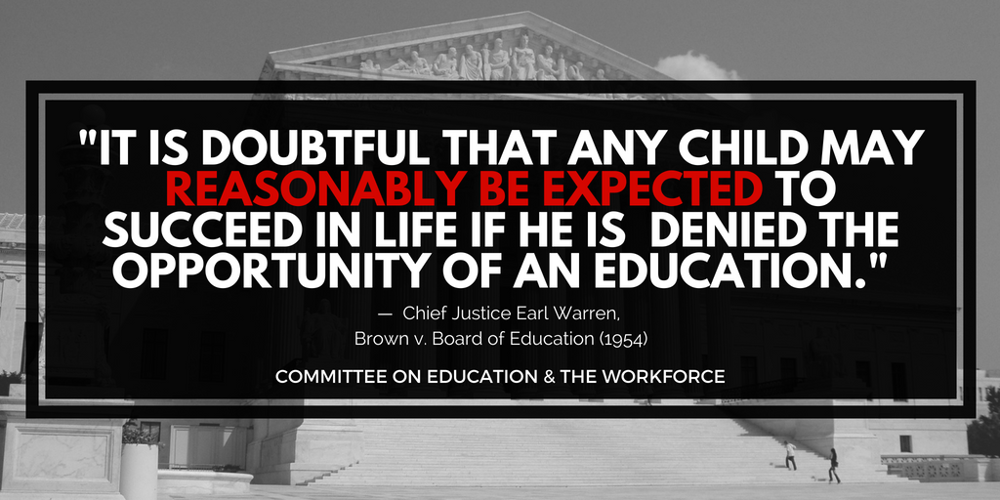 "IT IS DOUBTFUL THAT ANY CHILD MAY
REASONABLY BE EXPECTED TO
SUCCEED IN LIFE IF HE IS  DENIED THE
OPPORTUNITY OF AN EDUCATION."
—  Chief Justice Earl Warren,
Brown v. Board of Education (1954)
COMMITTEE ON EDUCATION & THE WORKFORCE